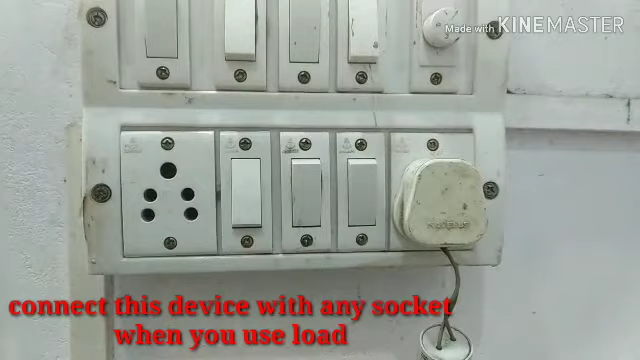 Made with KINEMASTER
connect this device with any socket
when you use load